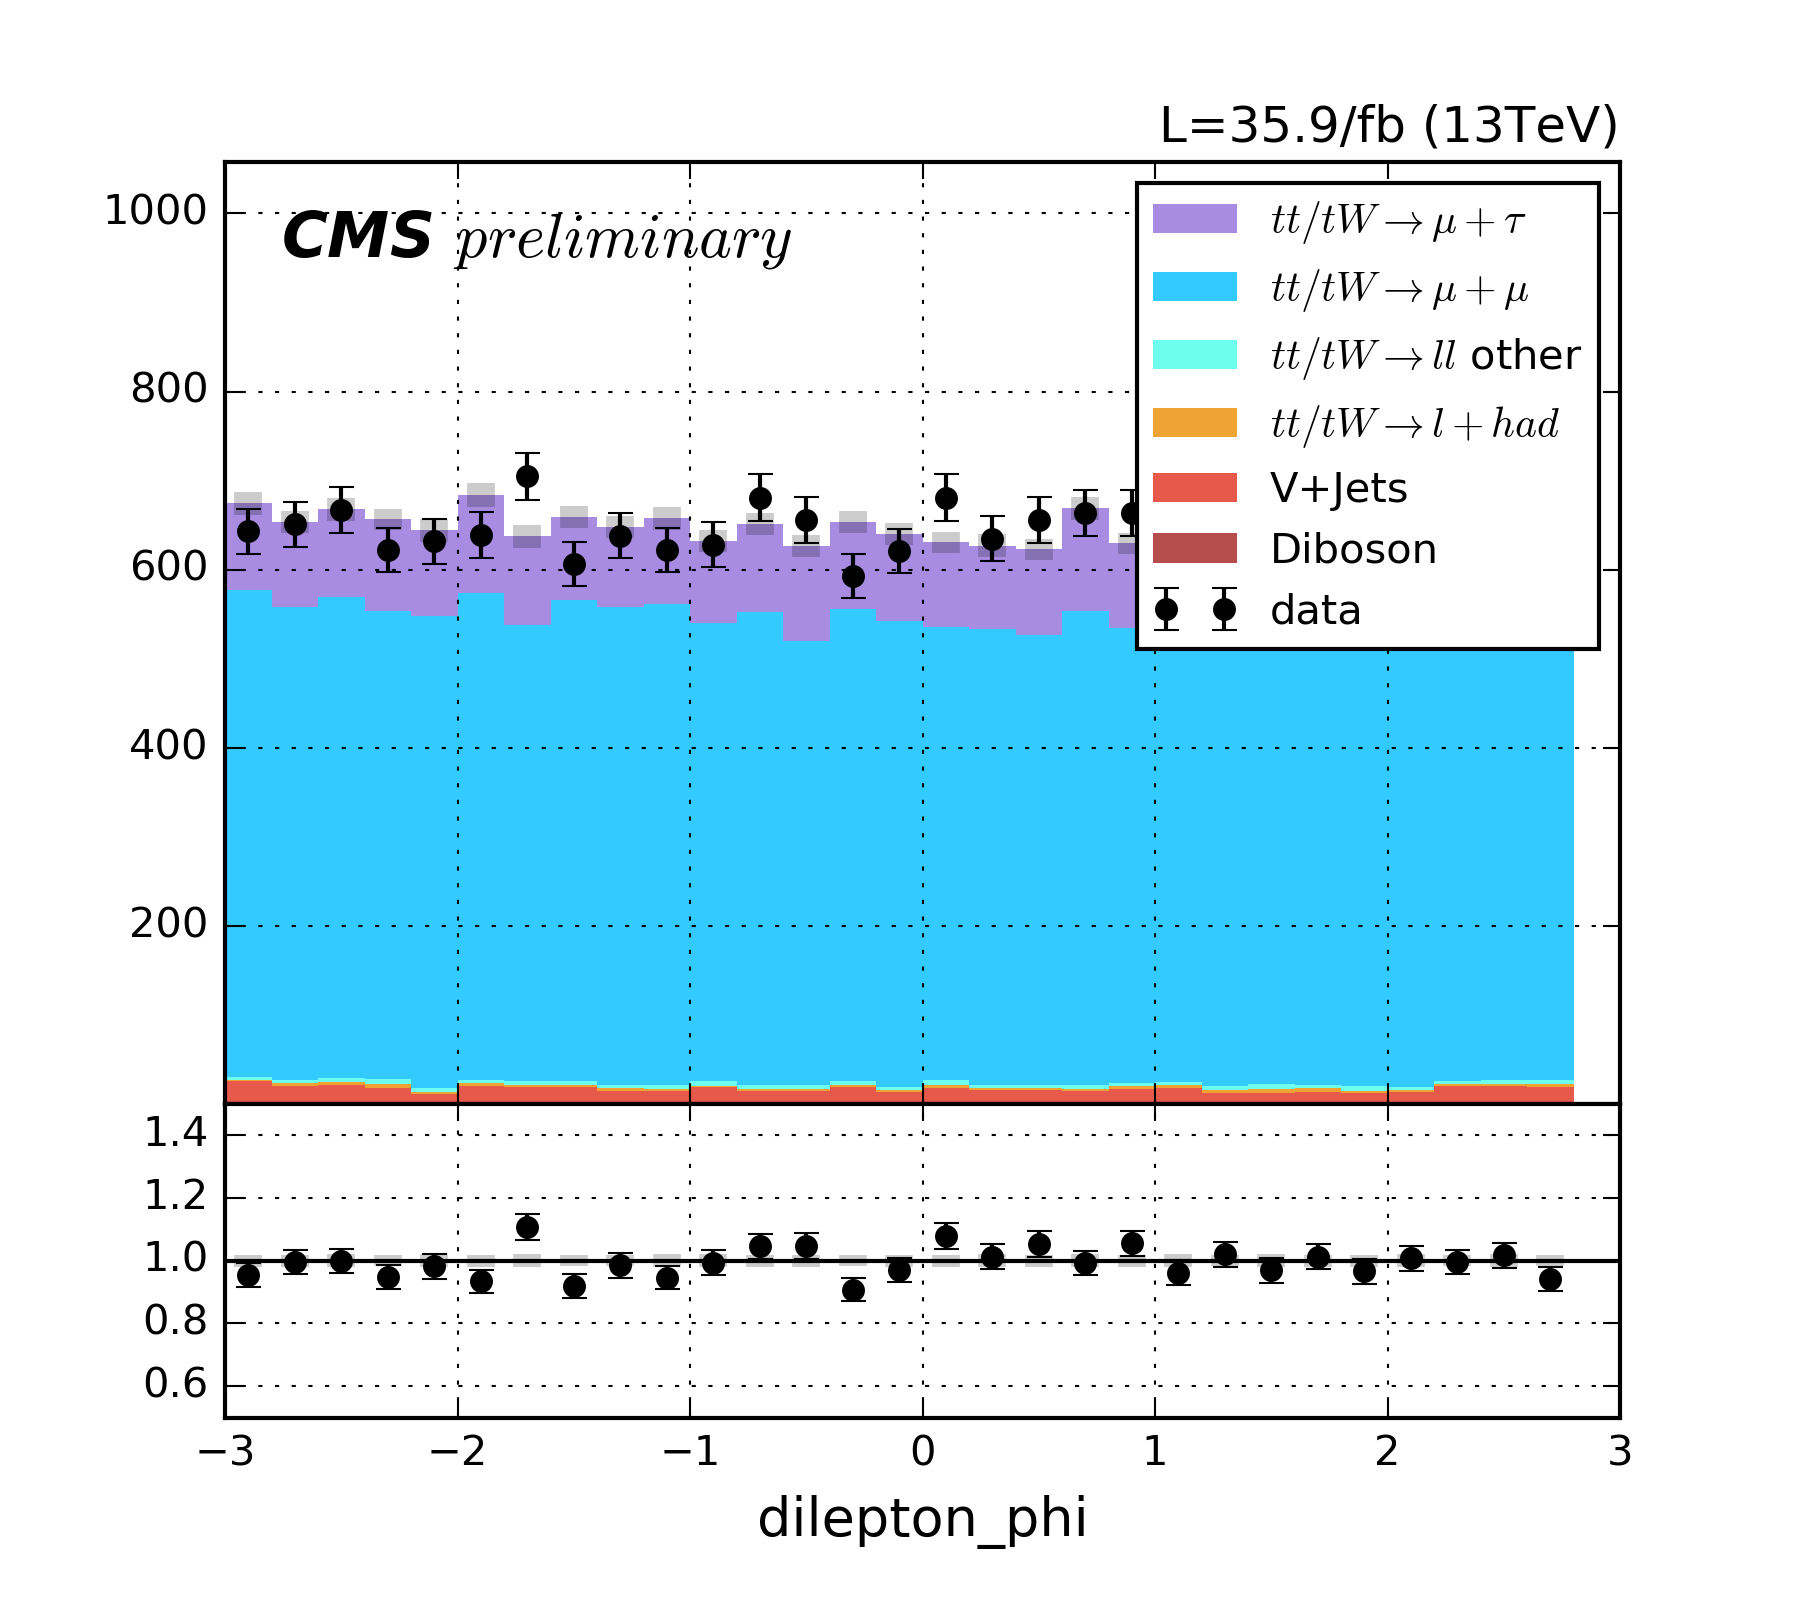 L=35.9/fb (13TeV)
CMS preliminary
1000
800
600
400
200
tt/tW→μ+τ
tt/tW→μ+μ
tt/tW→ll other
tt/tW→l+had
V+Jets
Diboson
data
1.4
1.2
1.0
0.8
0.6
−3 −2 −1 0 1 2 3
dilepton_phi